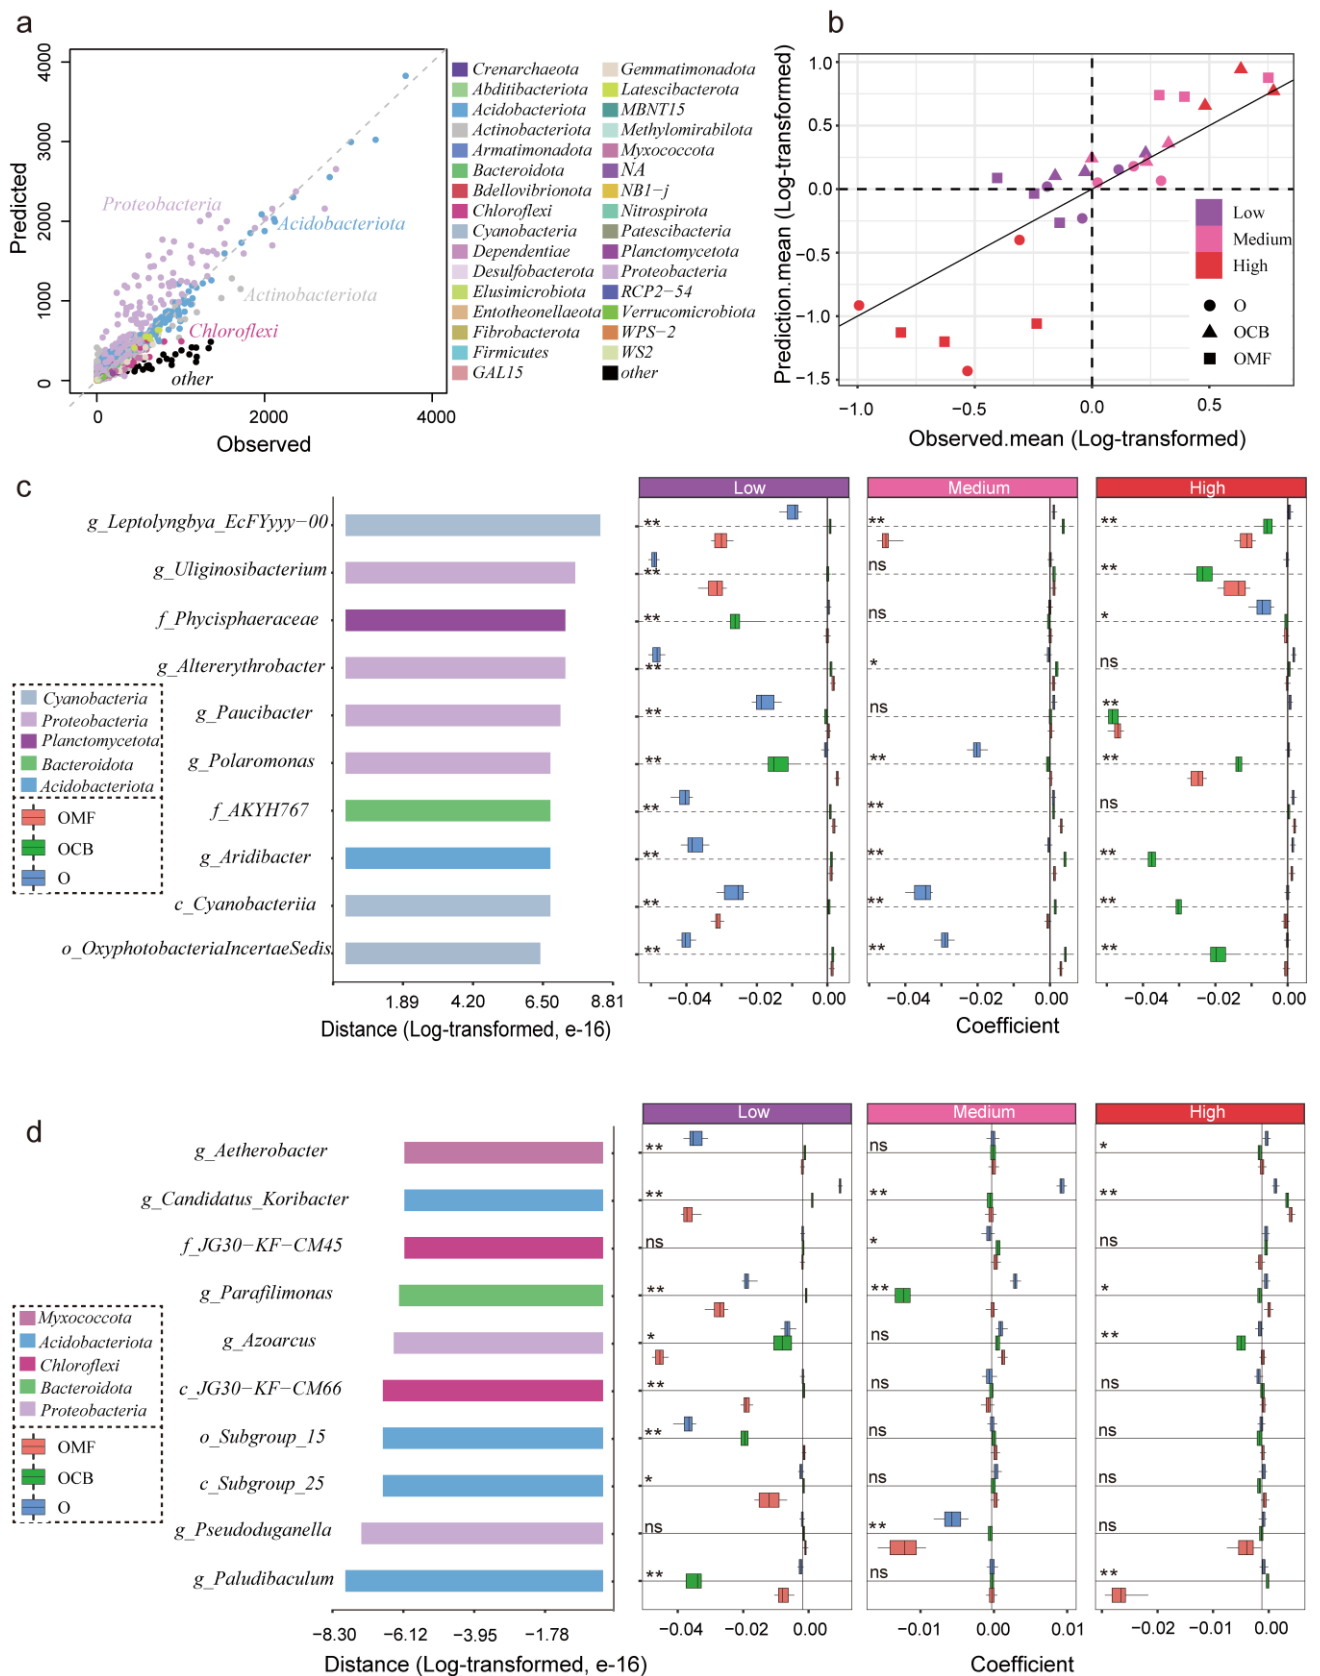 a
Predicted
4000
3000
2000
1000
0
0
2000
4000
Observed
Proteobacteria
Acidobacteriota
Actinobacteriota
Chloroflexi
other
Crenarchaeota
Abditibacteriota
Acidobacteriota
Actinobacteriota
Armatimonadota
Bacteroidota
Bdellovibrionota
Chloroflexi
Cyanobacteria
Dependentiae
Desulfobacterota
Elusimicrobiota
Entotheonellaeota
Fibrobacterota
Firmicutes
GAL15
Gemmatimonadota
Latescibacterota
MBNT15
Methylomirabilota
Myxococcota
NA
NB1−j
Nitrospirota
Patescibacteria
Planctomycetota
Proteobacteria
RCP2−54
Verrucomicrobiota
WPS−2
WS2
other
b
Prediction.mean (Log-transformed)
1.0
0.5
0.0
−0.5
−1.0
−1.5
−1.0
−0.5
0.0
0.5
Observed.mean (Log-transformed)
Low
Medium
High
O
OCB
OMF
c
g_Leptolyngbya_EcFYyyy−00
g_Uliginosibacterium
f_Phycisphaeraceae
g_Altererythrobacter
g_Paucibacter
g_Polaromonas
f_AKYH767
g_Aridibacter
c_Cyanobacteriia
o_OxyphotobacteriaIncertaeSedis
Cyanobacteria
Proteobacteria
Planctomycetota
Bacteroidota
Acidobacteriota
OMF
OCB
O
1.89 4.20 6.50 8.81
Distance (Log-transformed, e-16)
Low
**
**
**
**
**
**
**
**
**
**
−0.04 −0.02 0.00
Medium
**
ns
ns
*
ns
**
**
**
**
**
−0.04 −0.02 0.00
High
**
**
*
ns
**
**
ns
**
**
**
−0.04 −0.02 0.00
Coefficient
d
g_Aetherobacter
g_Candidatus_Koribacter
f_JG30−KF−CM45
g_Parafilimonas
g_Azoarcus
c_JG30−KF−CM66
o_Subgroup_15
c_Subgroup_25
g_Pseudoduganella
g_Paludibaculum
Myxococcota
Acidobacteriota
Chloroflexi
Bacteroidota
Proteobacteria
OMF
OCB
O
−8.30 −6.12 −3.95 −1.78
Distance (Log-transformed, e-16)
Low
**
**
ns
**
*
**
**
*
ns
**
−0.04 −0.02 0.00
Medium
ns
**
*
**
ns
ns
ns
ns
**
ns
−0.01 0.00 0.01
High
*
**
ns
*
**
ns
ns
ns
ns
**
−0.02 −0.01 0.00
Coefficient